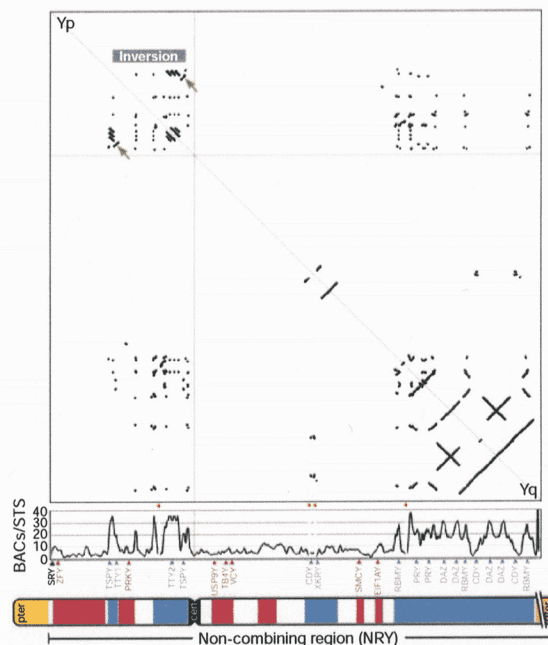 Yp
Inversion
Yq
BACs/STS
40
30
20
10
0
SRY
ZFY
TSPY
TTY1
PRKY
TTY2
TSPY
USP9Y
TB4Y
VCY
CDY
XKRY
SMCY
EIF1AY
RBMY
PRY
PRY
DAZ
DAZ
RBMY
CDY
DAZ
DAZ
CDY
RBMY
pter
cen
Non-combining region (NRY)